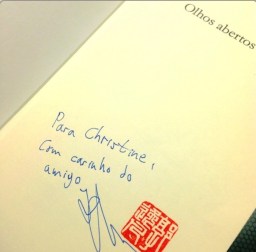 Olhos abertos
Para Christine,
com carinho do
amigo